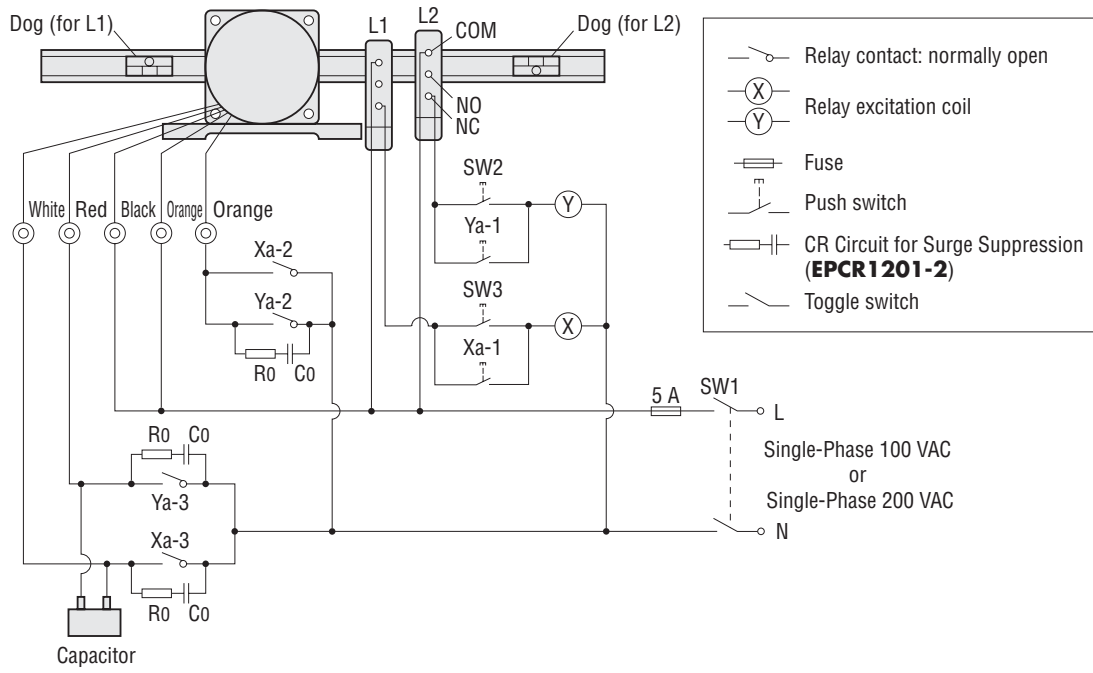 Dog (for L1)
L1
L2
COM
Dog (for L2)
NO
NC
Relay contact: normally open
X
Y
Relay excitation coil
Fuse
Push switch
CR Circuit for Surge Suppression
(EPCR1201-2)
Toggle switch
White
Red
Black
Orange
Orange
SW2
Y
Ya-1
Xa-2
SW3
Ya-2
X
Xa-1
R0
C0
5 A
SW1
L
R0
C0
Single-Phase 100 VAC
or
Single-Phase 200 VAC
Ya-3
N
Xa-3
R0
C0
Capacitor